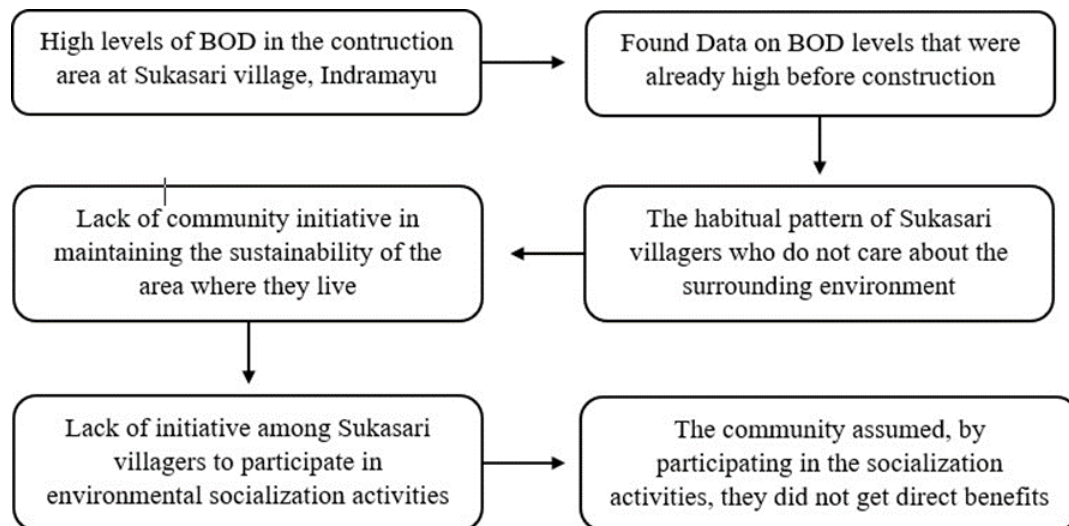 High levels of BOD in the contruction
area at Sukasari village, Indramayu
Found Data on BOD levels that were
already high before construction
The habitual pattern of Sukasari
villagers who do not care about the
surrounding environment
Lack of community initiative in
maintaining the sustainability of the
area where they live
Lack of initiative among Sukasari
villagers to participate in
environmental socialization activities
The community assumed, by
participating in the socialization
activities, they did not get direct benefits